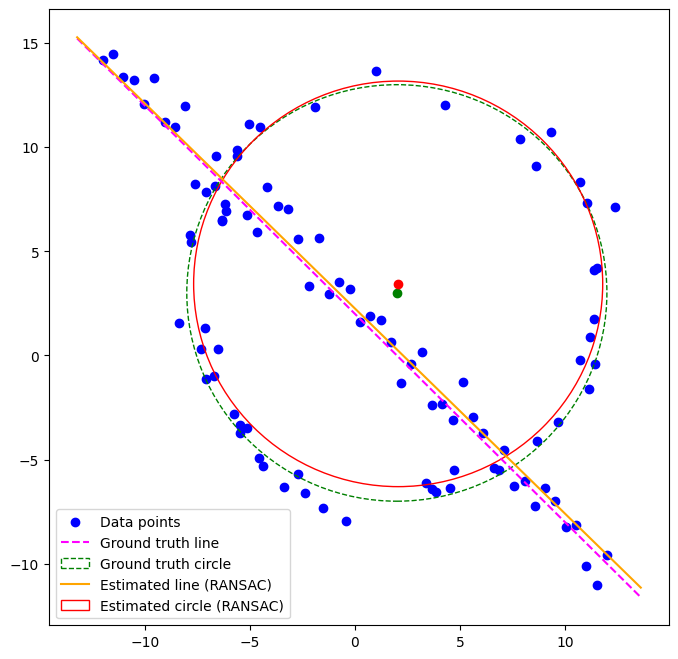 15
10
5
0
−5
−10
Data points
Ground truth line
Ground truth circle
Estimated line (RANSAC)
Estimated circle (RANSAC)
−10 −5 0 5 10